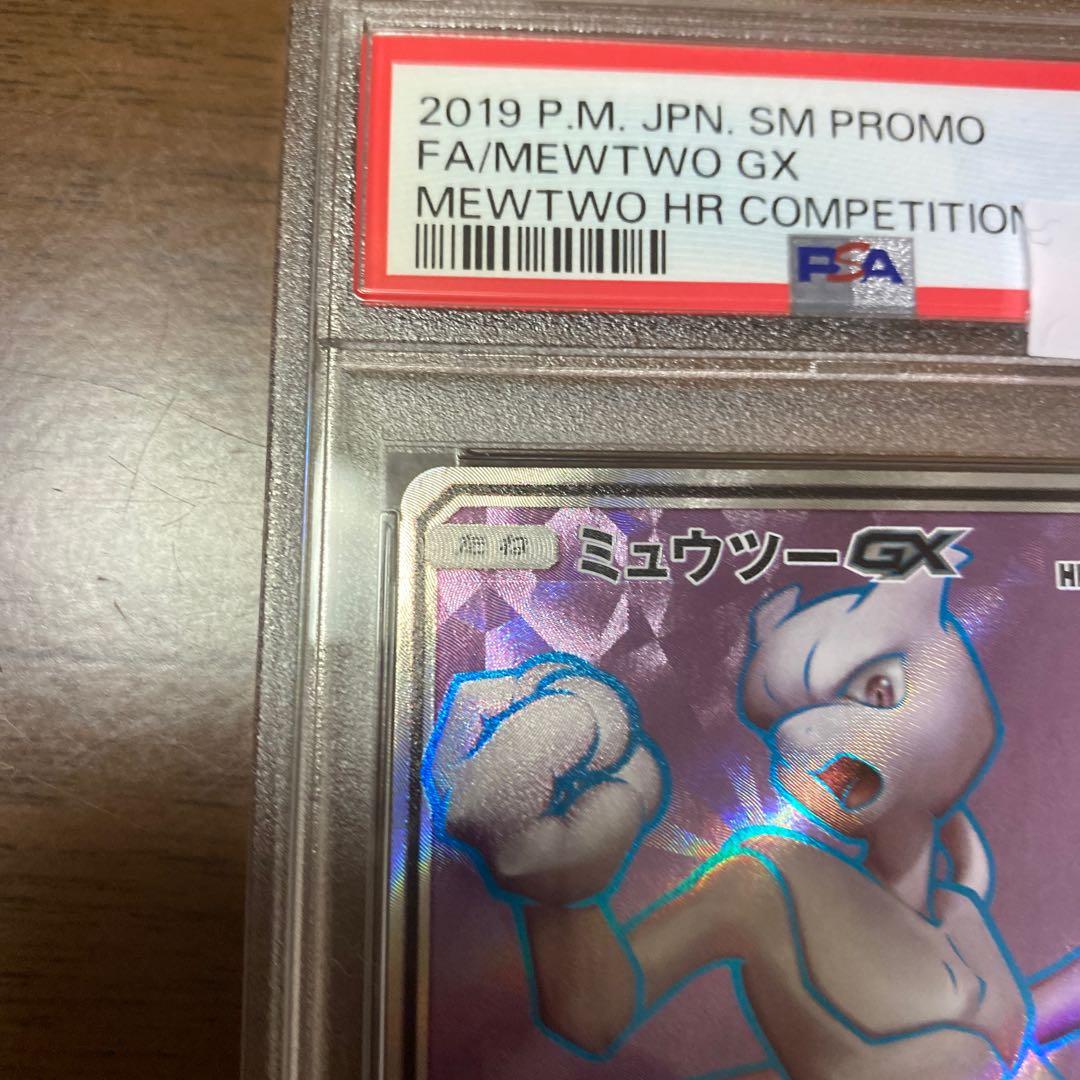 2019 P.M. JPN. SM PROMO
FA/MEWTWO GX
MEWTWO HR COMPETITION
PSA
ミュウツーGX